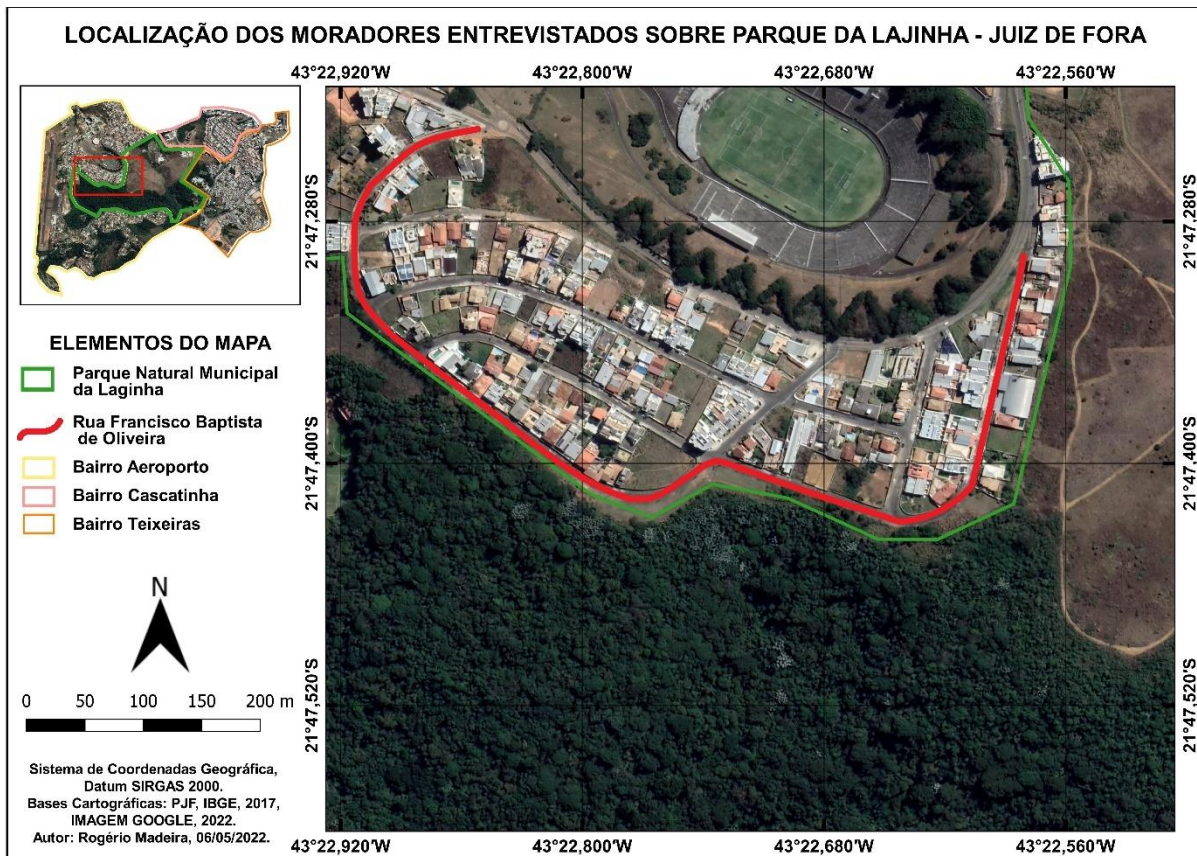 LOCALIZAÇÃO DOS MORADORES ENTREVISTADOS SOBRE PARQUE DA LAJINHA - JUIZ DE FORA
43°22,920'W 43°22,800'W 43°22,680'W 43°22,560'W
21°47,280'S 21°47,280'S
21°47,400'S 21°47,400'S
21°47,520'S 21°47,520'S
ELEMENTOS DO MAPA
Parque Natural Municipal
da Laginha
Rua Francisco Baptista
de Oliveira
Bairro Aeroporto
Bairro Cascatinha
Bairro Teixeiras
N
0 50 100 150 200 m
Sistema de Coordenadas Geográfica,
Datum SIRGAS 2000.
Bases Cartográficas: PJF, IBGE, 2017,
IMAGEM GOOGLE, 2022.
Autor: Rogério Madeira, 06/05/2022.
43°22,920'W 43°22,800'W 43°22,680'W 43°22,560'W